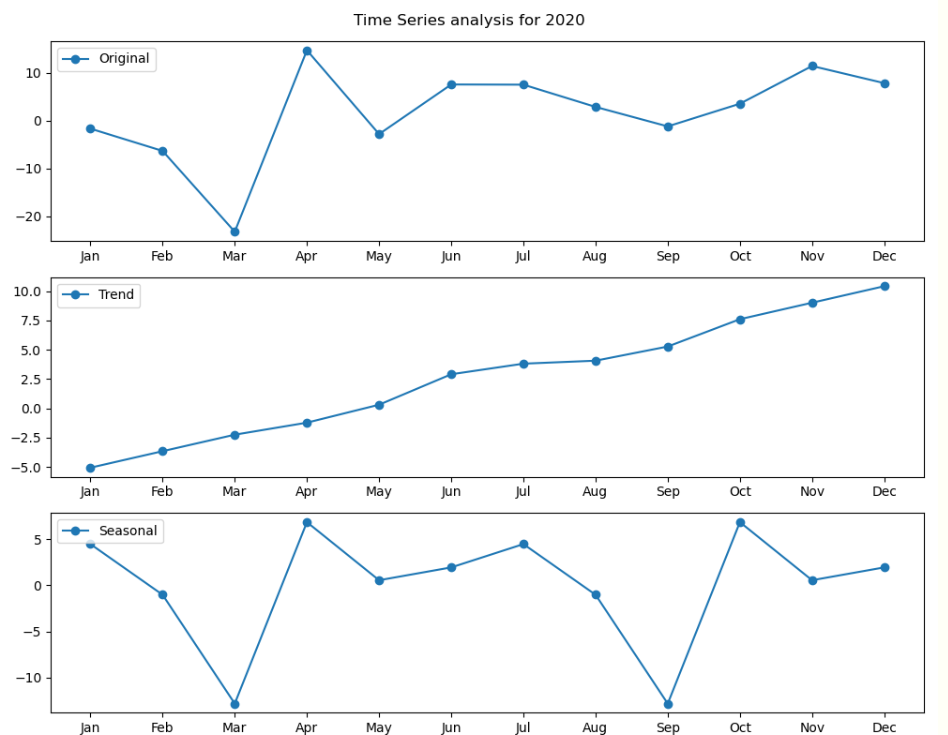 Time Series analysis for 2020
Original
10
0
−10
−20
Jan Feb Mar Apr May Jun Jul Aug Sep Oct Nov Dec
Trend
10.0
7.5
5.0
2.5
0.0
−2.5
−5.0
Jan Feb Mar Apr May Jun Jul Aug Sep Oct Nov Dec
Seasonal
5
0
−5
−10
Jan Feb Mar Apr May Jun Jul Aug Sep Oct Nov Dec